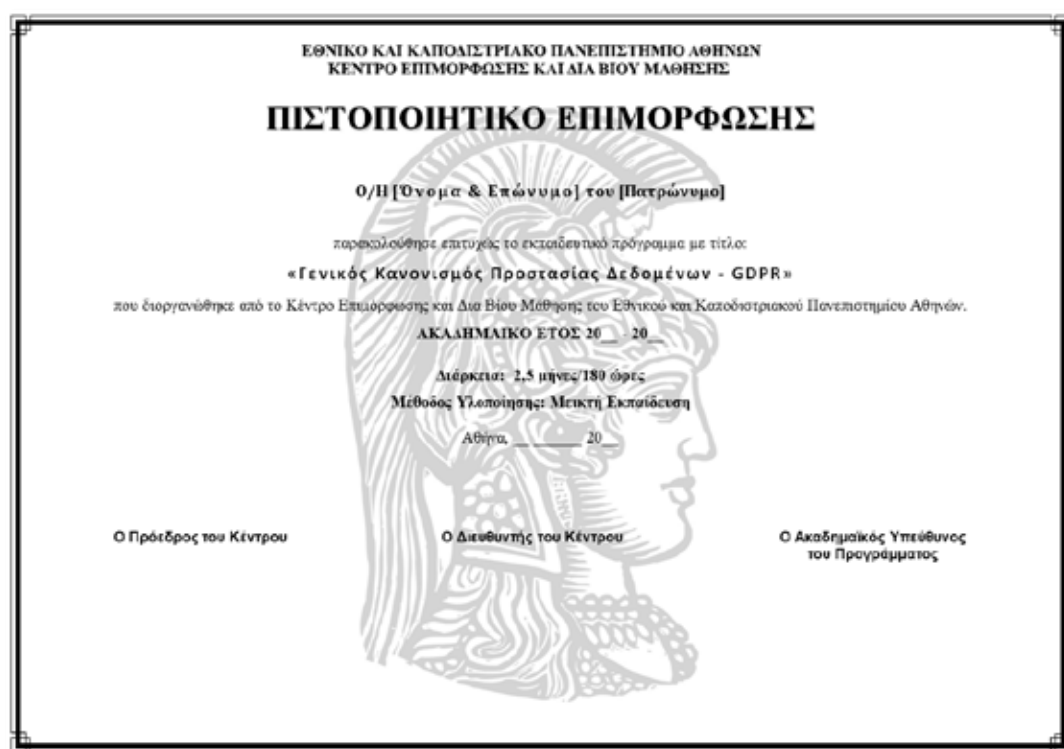 ΕΘΝΙΚΟ ΚΑΙ ΚΑΠΟΔΙΣΤΡΙΑΚΟ ΠΑΝΕΠΙΣΤΗΜΙΟ ΑΘΗΝΩΝ
ΚΕΝΤΡΟ ΕΠΙΜΟΡΦΩΣΗΣ ΚΑΙ ΔΙΑ ΒΙΟΥ ΜΑΘΗΣΗΣ
ΠΙΣΤΟΠΟΙΗΤΙΚΟ ΕΠΙΜΟΡΦΩΣΗΣ
Ο/Η [Όνομα & Επώνυμο] του [Πατρώνυμο]
παρακολούθησε επιτυχώς το εκπαιδευτικό πρόγραμμα με τίτλο:
«Γενικός Κανονισμός Προστασίας Δεδομένων - GDPR»
που διοργανώθηκε από το Κέντρο Επιμόρφωσης και Δια Βίου Μάθησης του Εθνικού και Καποδιστριακού Πανεπιστημίου Αθηνών.
ΑΚΑΔΗΜΑΙΚΟ ΕΤΟΣ 20__ - 20__
Διάρκεια: 2,5 μήνες/180 ώρες
Μέθοδος Υλοποίησης: Μεικτή Εκπαίδευση
Αθήνα, __ ______ 20__
Ο Πρόεδρος του Κέντρου Ο Διευθυντής του Κέντρου Ο Ακαδημαϊκός Υπεύθυνος
του Προγράμματος